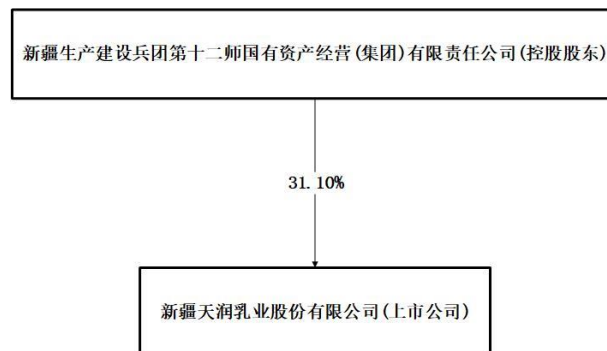 新疆生产建设兵团第十二师国有资产经营(集团)有限责任公司(控股股东)
31.10%
新疆天润乳业股份有限公司(上市公司)